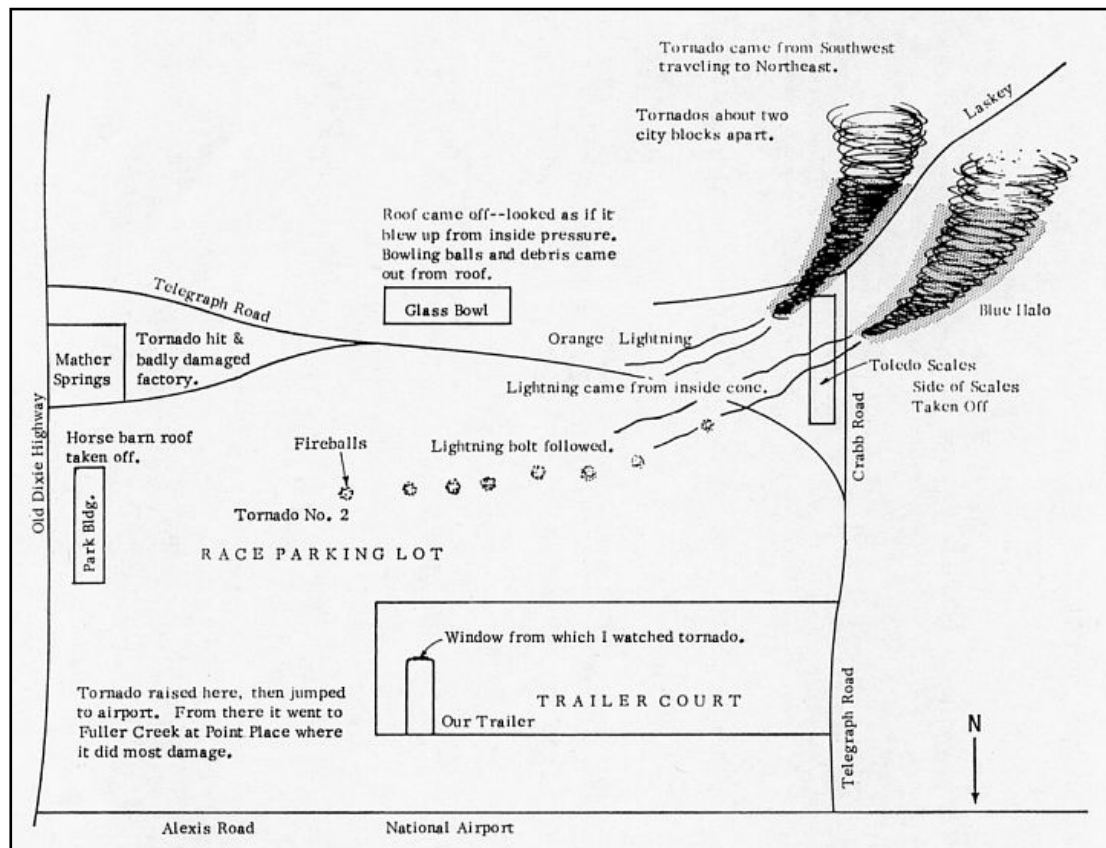 Tornado came from Southwest
traveling to Northeast.
Laskey
Tornados about two
city blocks apart.
Roof came off--looked as if it
blew up from inside pressure.
Bowling balls and debris came
out from roof.
Telegraph Road
Glass Bowl
Blue Halo
Orange Lightning
Mather
Springs
Tornado hit &
badly damaged
factory.
Lightning came from inside cone.
Toledo Scales
Side of Scales
Taken Off
Crabb Road
Old Dixie Highway
Horse barn roof
taken off.
Fireballs
Lightning bolt followed.
Park Bldg.
Tornado No. 2
RACE PARKING LOT
Window from which I watched tornado.
TRAILER COURT
Our Trailer
Tornado raised here, then jumped
to airport. From there it went to
Fuller Creek at Point Place where
it did most damage.
Telegraph Road
N
Alexis Road
National Airport